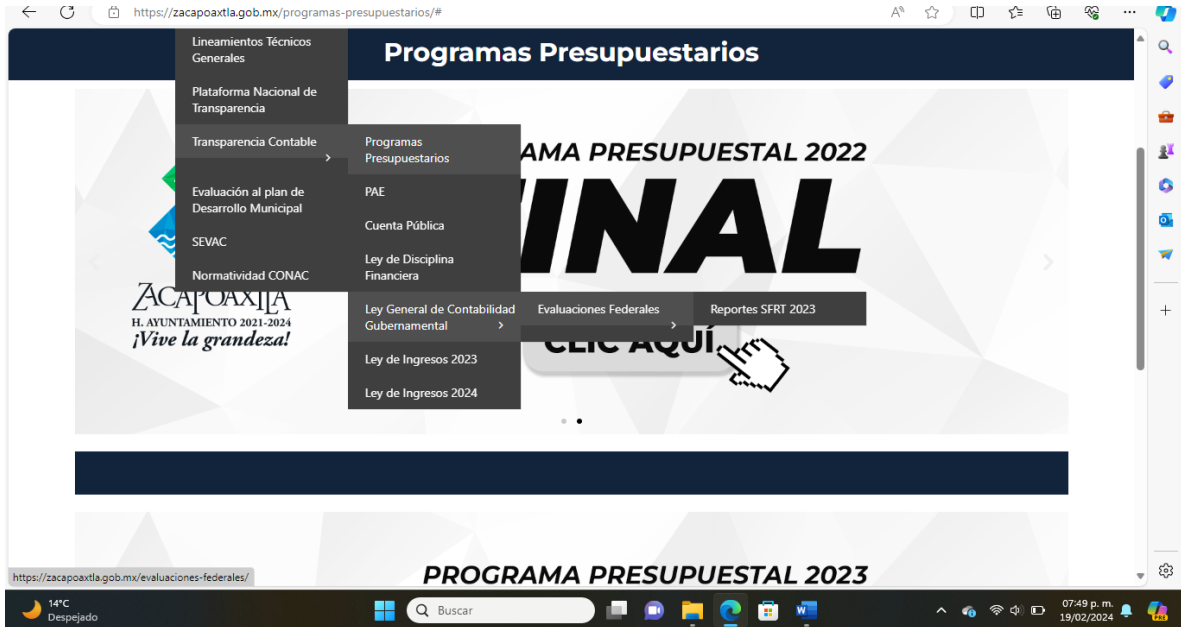 https://zacapoaxtla.gob.mx/programas-presupuestarios/#
Programas Presupuestarios
Lineamientos Técnicos
Generales
Plataforma Nacional de
Transparencia
Transparencia Contable
Evaluación al plan de
Desarrollo Municipal
SEVAC
Normatividad CONAC
Programas
Presupuestarios
PAE
Cuenta Pública
Ley de Disciplina
Financiera
Ley General de Contabilidad
Gubernamental
Ley de Ingresos 2023
Ley de Ingresos 2024
Evaluaciones Federales
Reportes SFRT 2023
AMA PRESUPUESTAL 2022
INAL
CLIC AQUÍ
ZACAPOAXTLA
H. AYUNTAMIENTO 2021-2024
¡Vive la grandeza!
PROGRAMA PRESUPUESTAL 2023
https://zacapoaxtla.gob.mx/evaluaciones-federales/
14°C
Despejado
Buscar
07:49 p. m.
19/02/2024
PRE